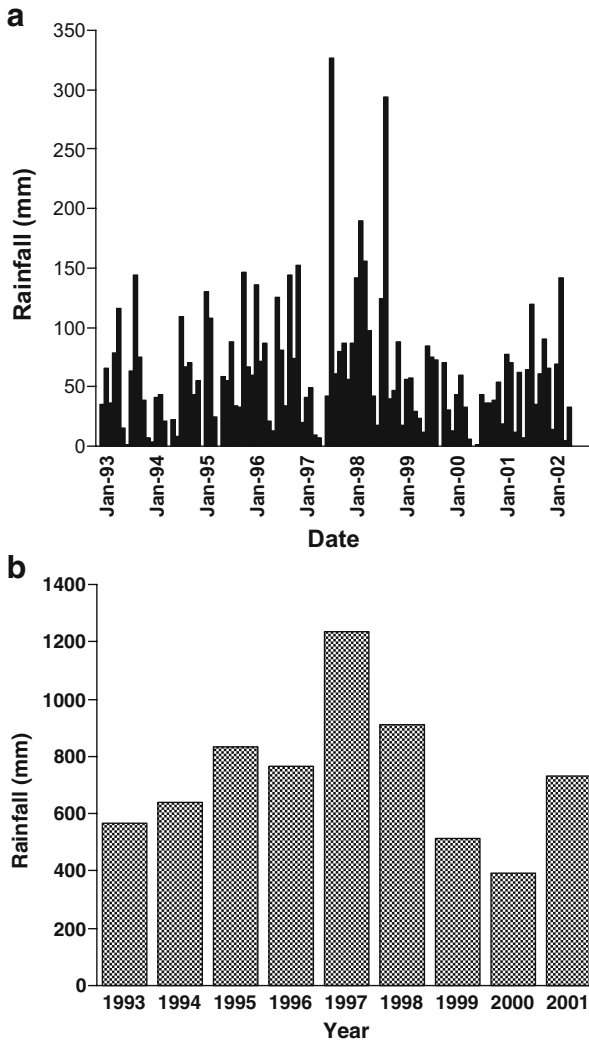 a
350
300
250
200
150
100
50
0
Rainfall (mm)
Jan-93
Jan-94
Jan-95
Jan-96
Jan-97
Jan-98
Jan-99
Jan-00
Jan-01
Jan-02
Date
b
1400
1200
1000
800
600
400
200
0
Rainfall (mm)
1993 1994 1995 1996 1997 1998 1999 2000 2001
Year